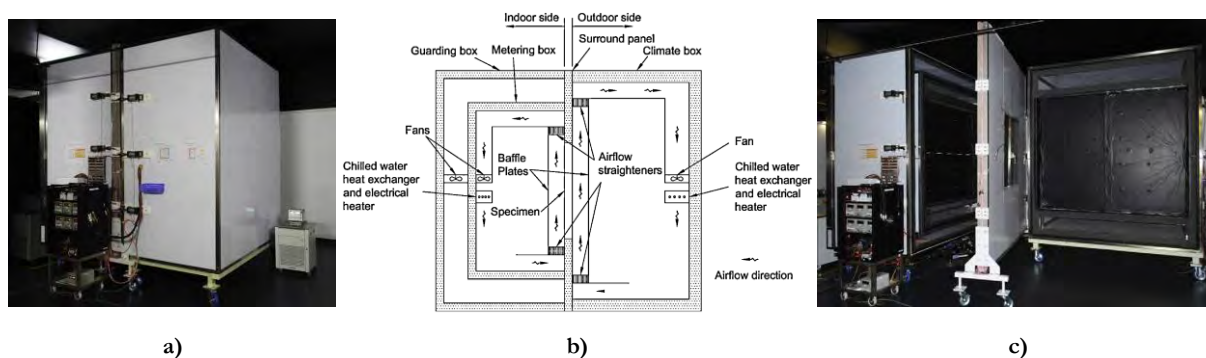 Indoor side
Outdoor side
Surround panel
Guarding box
Metering box
Climate box
Fans
Chilled water
heat exchanger
and electrical
heater
Baffle
Plates
Specimen
Airflow
straighteners
Fan
Chilled water
heat exchanger
and electrical
heater
Airflow direction
a)
b)
c)